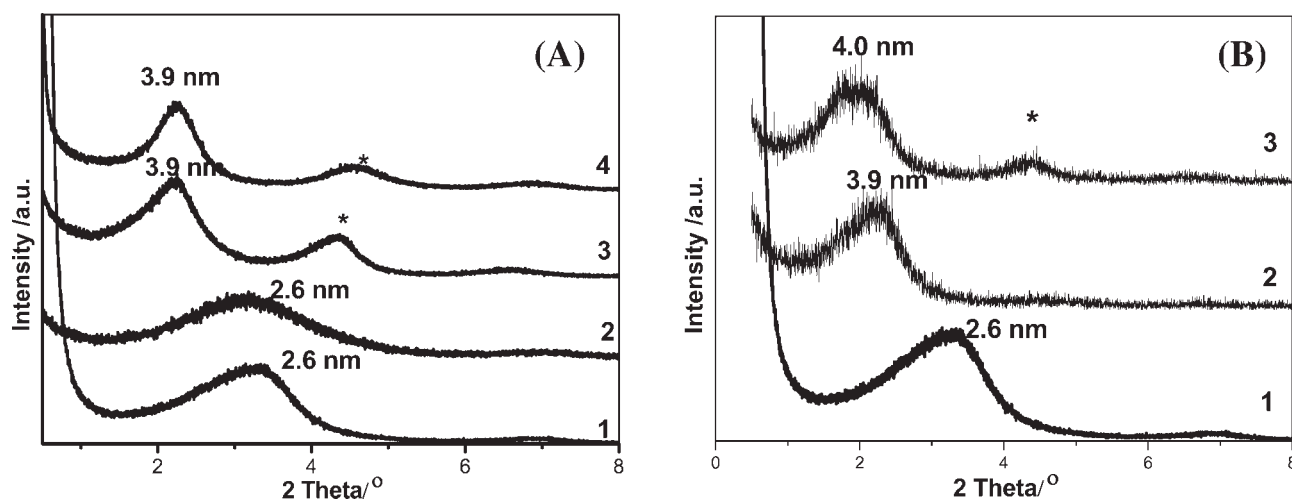 (A)
3.9 nm
*
4
3.9 nm
*
3
2.6 nm
2
2.6 nm
1
Intensity /a.u.
2 4 6 8
2 Theta/°
(B)
4.0 nm
*
3
3.9 nm
2
2.6 nm
1
Intensity /a.u.
0 2 4 6 8
2 Theta/°